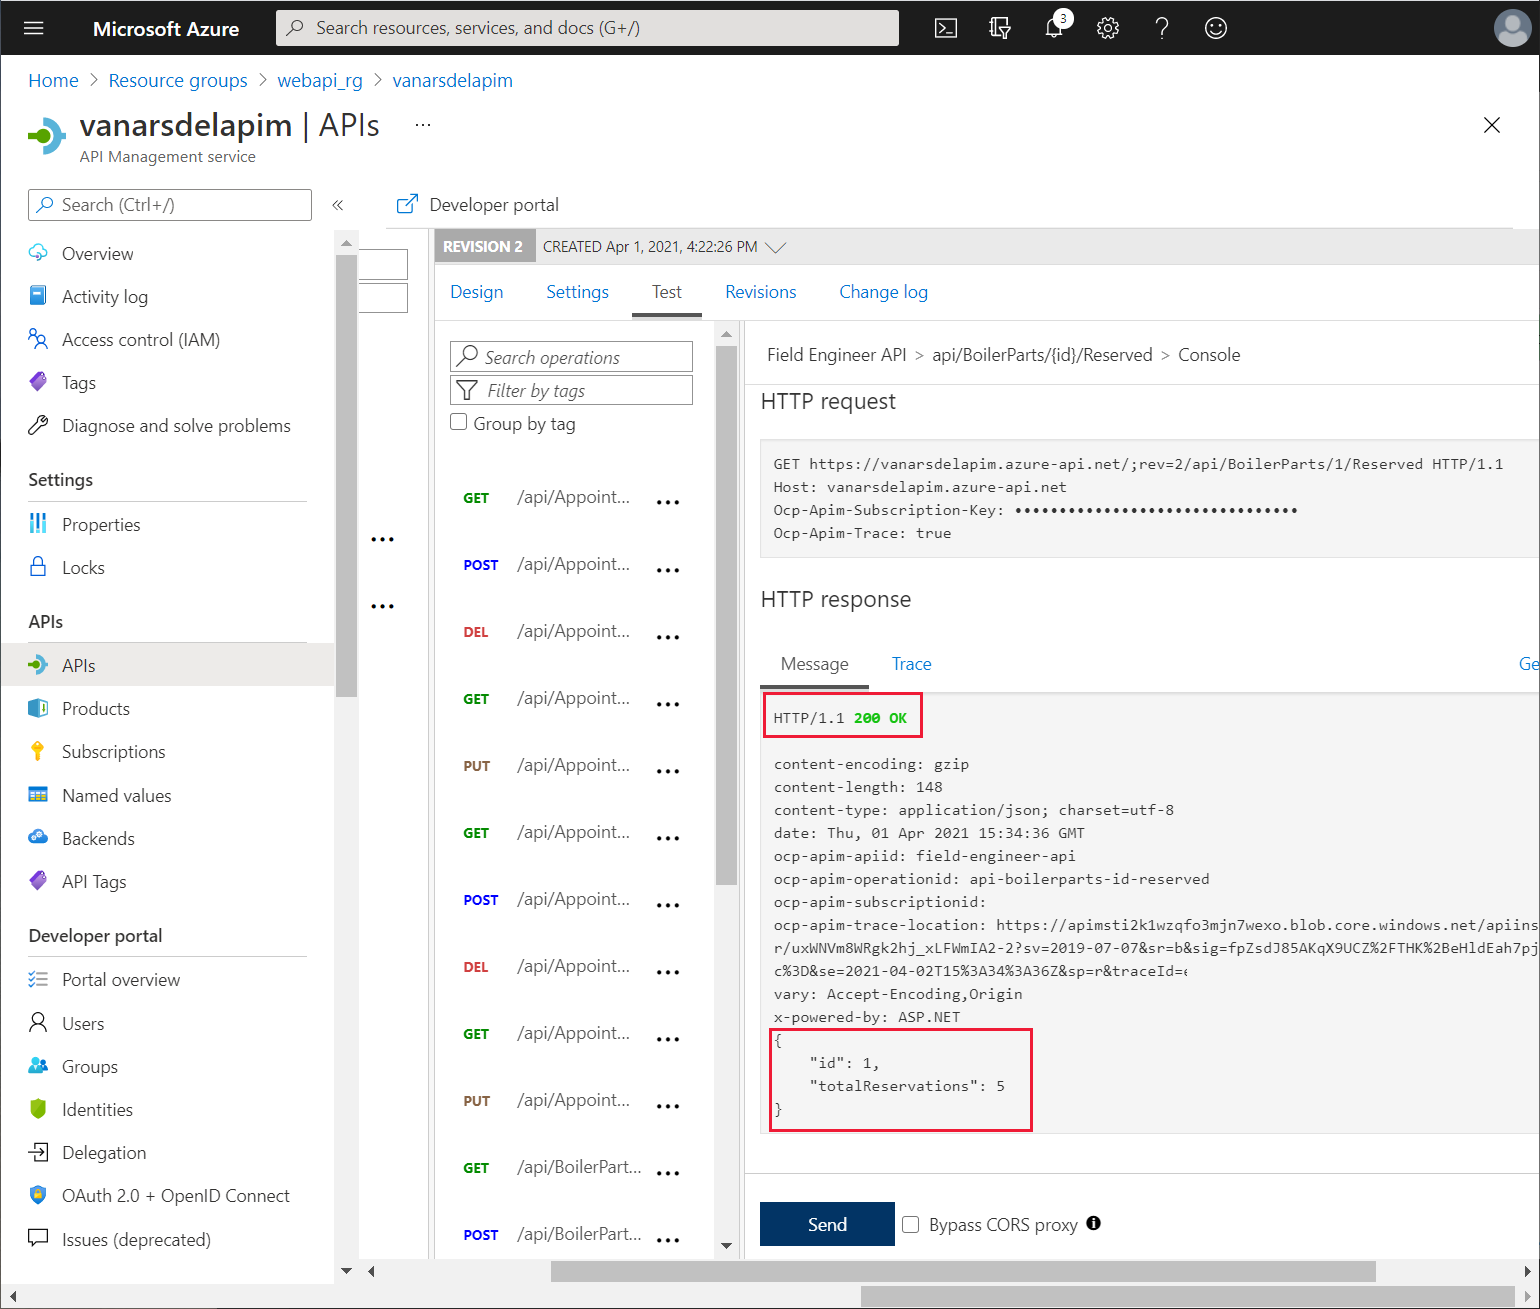 Microsoft Azure
Search resources, services, and docs (G+/)
3
Home > Resource groups > webapi_rg > vanarsdelapim
vanarsdelapim | APIs ...
API Management service
Search (Ctrl+/)
«
Developer portal
Overview
Activity log
Access control (IAM)
Tags
Diagnose and solve problems
Settings
Properties
Locks
APIs
APIs
Products
Subscriptions
Named values
Backends
API Tags
Developer portal
Portal overview
Users
Groups
Identities
Delegation
OAuth 2.0 + OpenID Connect
Issues (deprecated)
...
...
REVISION 2 CREATED Apr 1, 2021, 4:22:26 PM
Design Settings Test Revisions Change log
Search operations
Filter by tags
Group by tag
GET /api/Appoint... ...
POST /api/Appoint... ...
DEL /api/Appoint... ...
GET /api/Appoint... ...
PUT /api/Appoint... ...
GET /api/Appoint... ...
POST /api/Appoint... ...
DEL /api/Appoint... ...
GET /api/Appoint... ...
PUT /api/Appoint... ...
GET /api/BoilerPart... ...
POST /api/BoilerPart... ...
Field Engineer API > api/BoilerParts/{id}/Reserved > Console
HTTP request
GET https://vanarsdelapim.azure-api.net/;rev=2/api/BoilerParts/1/Reserved HTTP/1.1
Host: vanarsdelapim.azure-api.net
Ocp-Apim-Subscription-Key: ••••••••••••••••••••••••••••••••
Ocp-Apim-Trace: true
HTTP response
Message Trace Ge
HTTP/1.1 200 OK
content-encoding: gzip
content-length: 148
content-type: application/json; charset=utf-8
date: Thu, 01 Apr 2021 15:34:36 GMT
ocp-apim-apiid: field-engineer-api
ocp-apim-operationid: api-boilerparts-id-reserved
ocp-apim-subscriptionid:
ocp-apim-trace-location: https://apimsti2k1wzqfo3mjn7wexo.blob.core.windows.net/apiins
r/uxWNVm8WRgk2hj_xLFWmIA2-2?sv=2019-07-07&sr=b&sig=fpZsdJ85AKqX9UCZ%2FTHK%2BeHldEah7pj
c%3D&se=2021-04-02T15%3A34%3A36Z&sp=r&traceId=e
vary: Accept-Encoding,Origin
x-powered-by: ASP.NET
{
"id": 1,
"totalReservations": 5
}
Send
Bypass CORS proxy